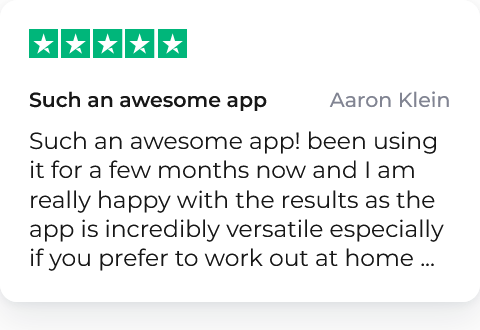 Such an awesome app
Aaron Klein
Such an awesome app! been using
it for a few months now and I am
really happy with the results as the
app is incredibly versatile especially
if you prefer to work out at home ...